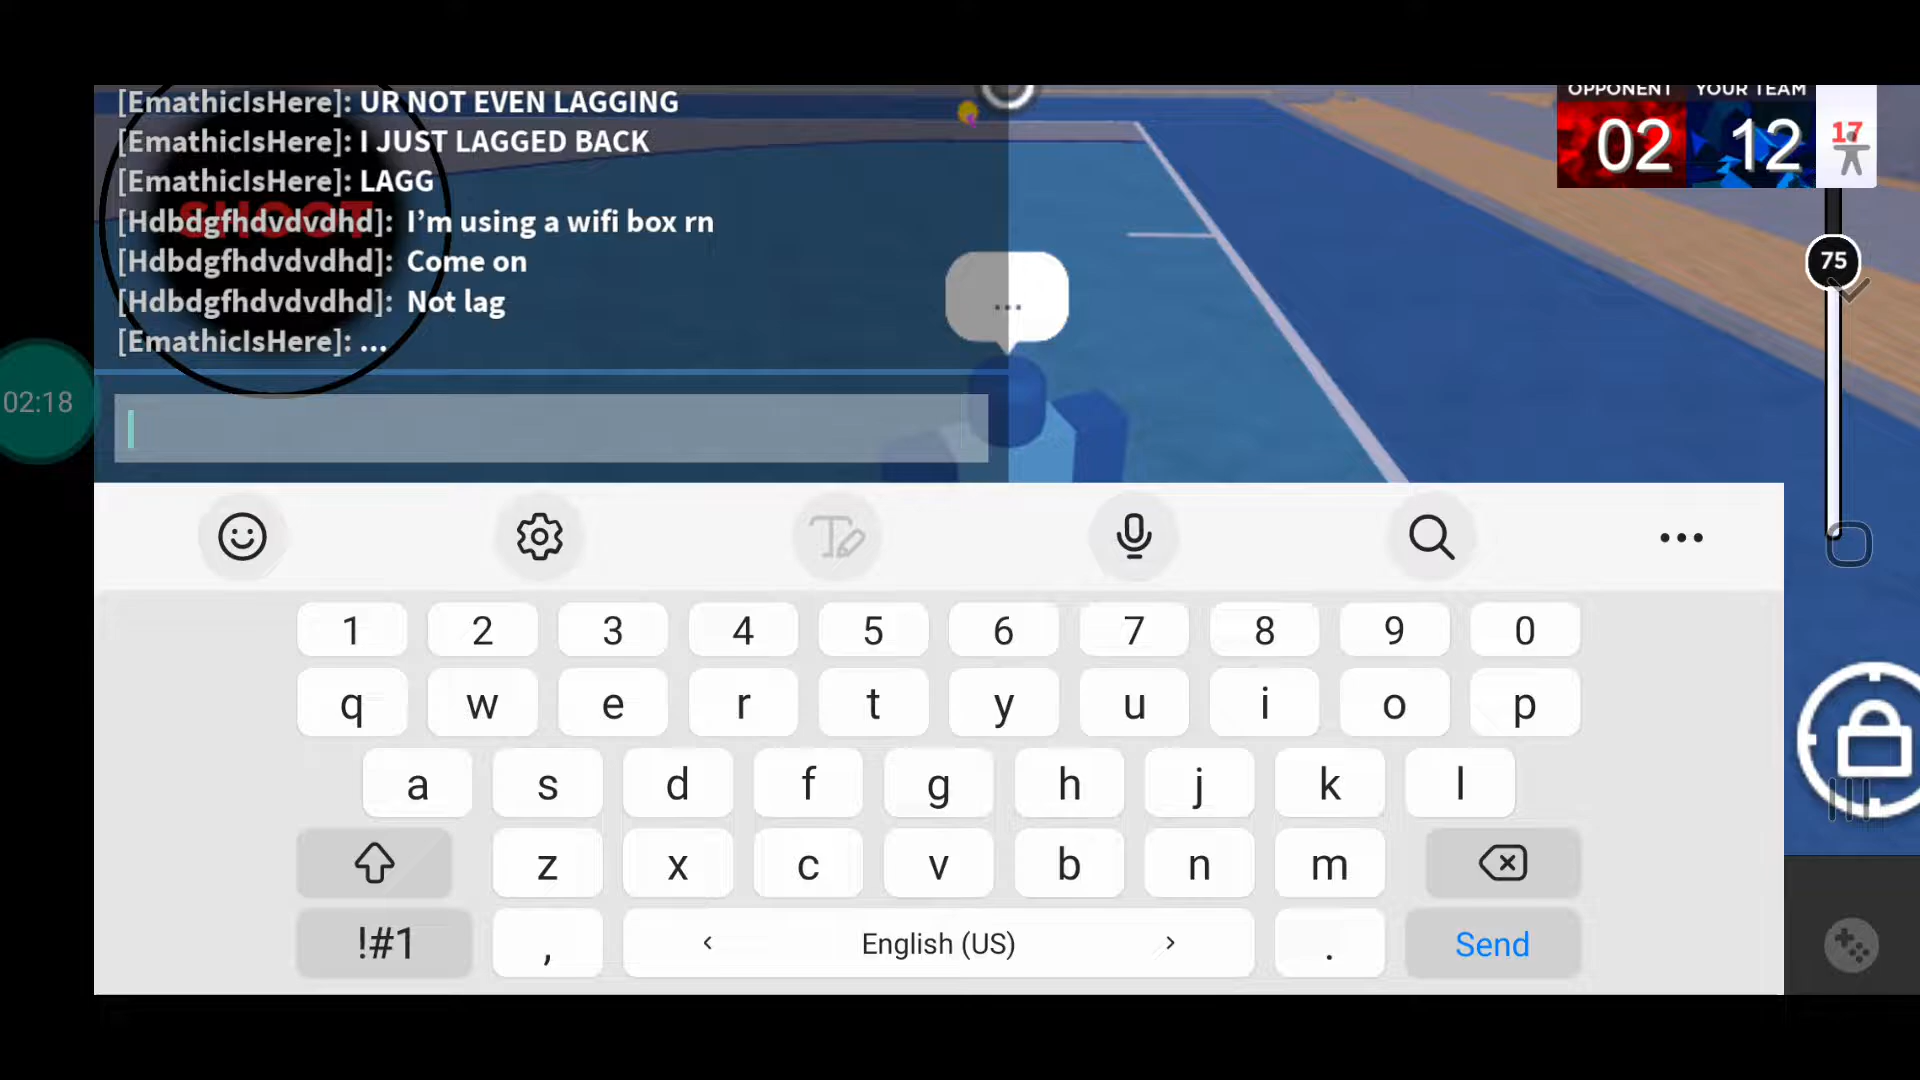 [EmathicIsHere]: UR NOT EVEN LAGGING
[EmathicIsHere]: I JUST LAGGED BACK
[EmathicIsHere]: LAGG
[Hdbdgfhdvdvdhd]: I’m using a wifi box rn
[Hdbdgfhdvdvdhd]: Come on
[Hdbdgfhdvdvdhd]: Not lag
[EmathicIsHere]: ...
SHOOT
...
OPPONENT YOUR TEAM
02 12 17
75
02:18
1 2 3 4 5 6 7 8 9 0
q w e r t y u i o p
a s d f g h j k l
z x c v b n m
!#1 , < English (US) > . Send